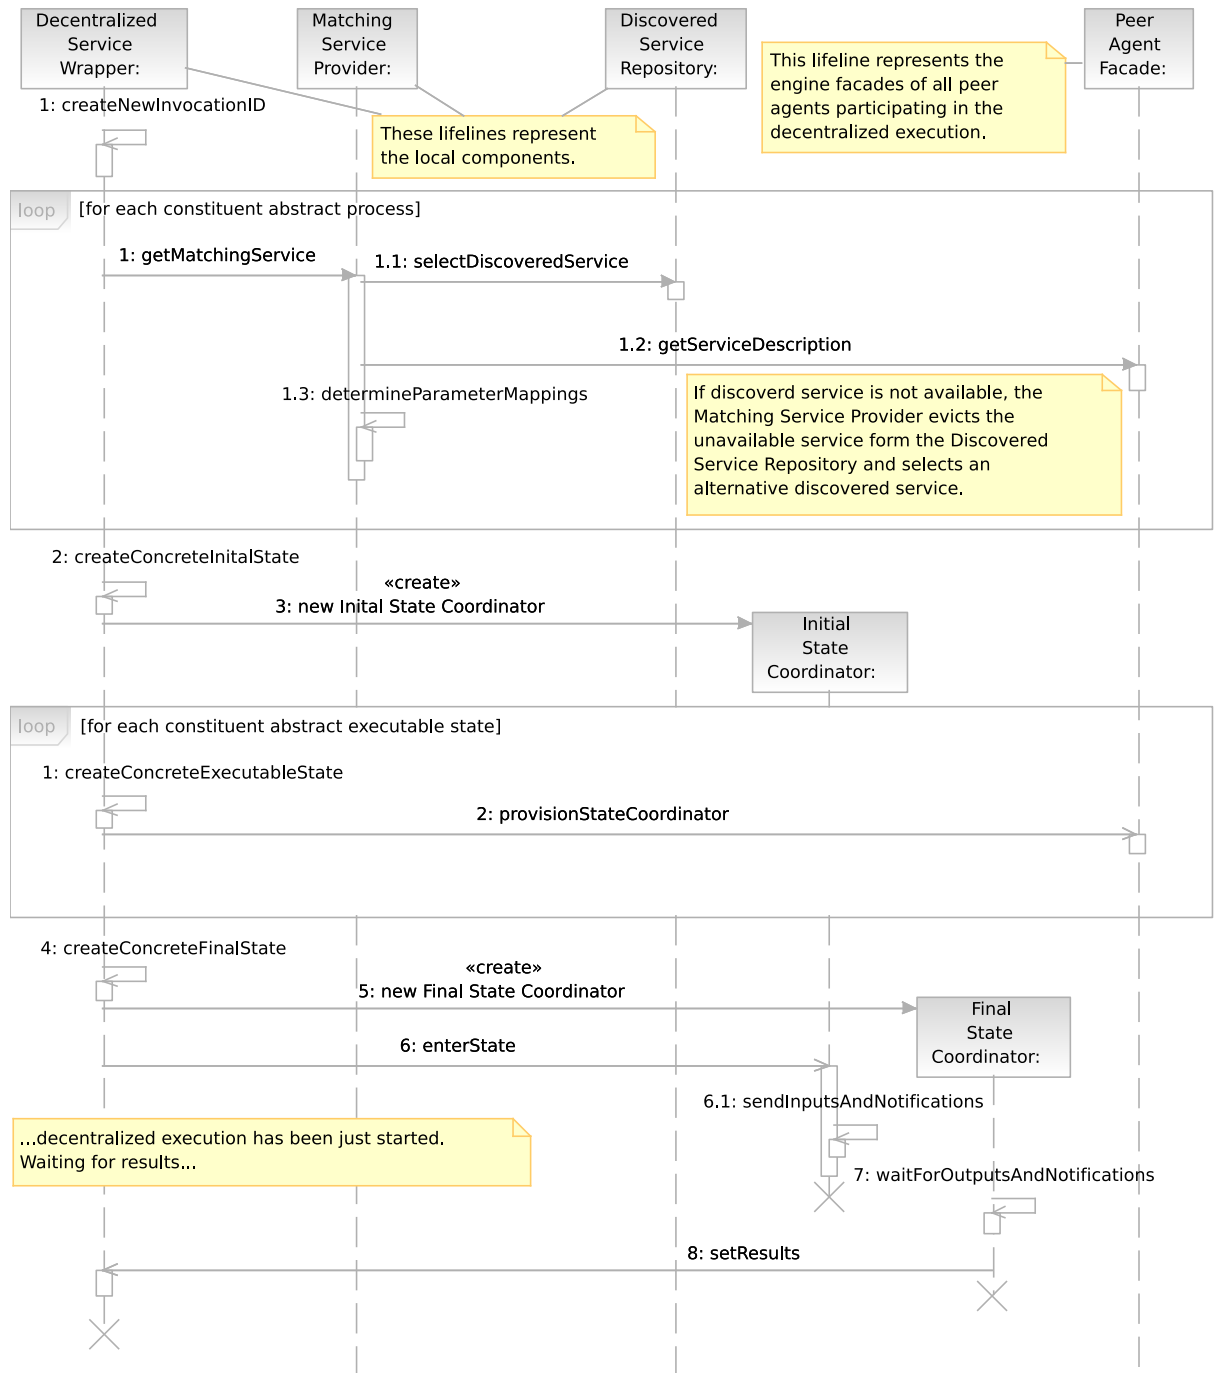 Decentralized
Service
Wrapper:
Matching
Service
Provider:
Discovered
Service
Repository:
Peer
Agent
Facade:
This lifeline represents the
engine facades of all peer
agents participating in the
decentralized execution.
1: createNewInvocationID
These lifelines represent
the local components.
loop
[for each constituent abstract process]
1: getMatchingService
1.1: selectDiscoveredService
1.2: getServiceDescription
1.3: determineParameterMappings
If discoverd service is not available, the
Matching Service Provider evicts the
unavailable service form the Discovered
Service Repository and selects an
alternative discovered service.
2: createConcreteInitalState
«create»
3: new Inital State Coordinator
Initial
State
Coordinator:
loop
[for each constituent abstract executable state]
1: createConcreteExecutableState
2: provisionStateCoordinator
4: createConcreteFinalState
«create»
5: new Final State Coordinator
Final
State
Coordinator:
6: enterState
6.1: sendInputsAndNotifications
...decentralized execution has been just started.
Waiting for results...
7: waitForOutputsAndNotifications
8: setResults